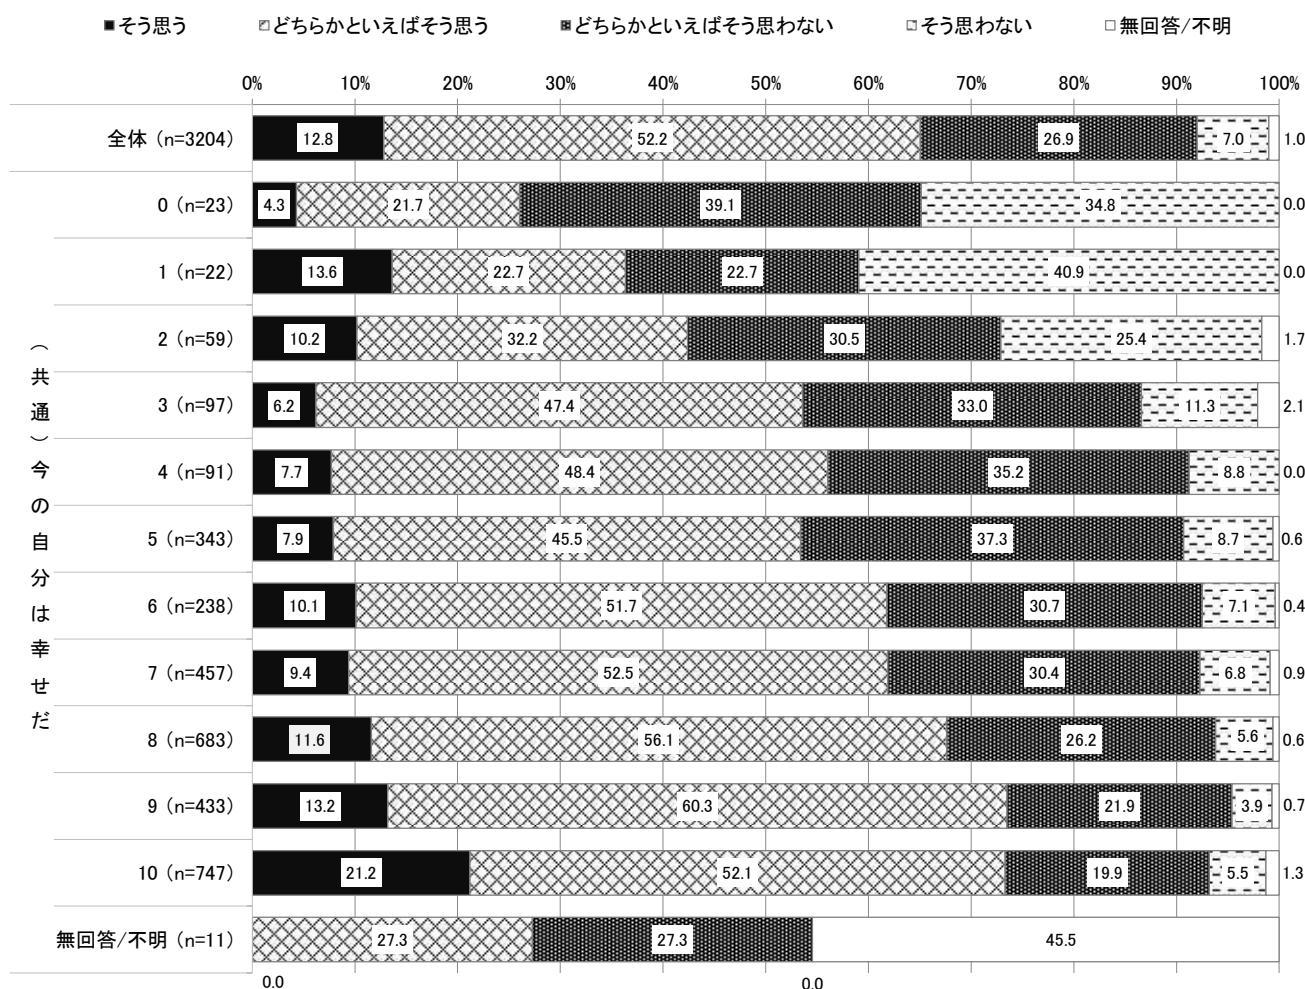 ■そう思う □どちらかといえばそう思う ■どちらかといえばそう思わない □そう思わない □無回答/不明
0% 10% 20% 30% 40% 50% 60% 70% 80% 90% 100%
（共通）今の自分は幸せだ
全体 (n=3204) 12.8 52.2 26.9 7.0 1.0
0 (n=23) 4.3 21.7 39.1 34.8 0.0
1 (n=22) 13.6 22.7 22.7 40.9 0.0
2 (n=59) 10.2 32.2 30.5 25.4 1.7
3 (n=97) 6.2 47.4 33.0 11.3 2.1
4 (n=91) 7.7 48.4 35.2 8.8 0.0
5 (n=343) 7.9 45.5 37.3 8.7 0.6
6 (n=238) 10.1 51.7 30.7 7.1 0.4
7 (n=457) 9.4 52.5 30.4 6.8 0.9
8 (n=683) 11.6 56.1 26.2 5.6 0.6
9 (n=433) 13.2 60.3 21.9 3.9 0.7
10 (n=747) 21.2 52.1 19.9 5.5 1.3
無回答/不明 (n=11) 27.3 27.3 45.5
0.0 0.0